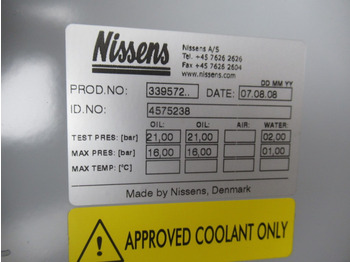 Nissens
Nissens A/S
Tel. +45 7626 2626
Fax +45 7626 2604
www.nissens.com
DD MM YY
PROD.NO: 339572.. DATE: 07.08.08
ID.NO: 4575238
OIL: OIL: AIR: WATER:
TEST PRES: [bar] 21,00 21,00 02,00
MAX PRES: [bar] 16,00 16,00 01,00
MAX TEMP: [°C]
Made by Nissens, Denmark
APPROVED COOLANT ONLY